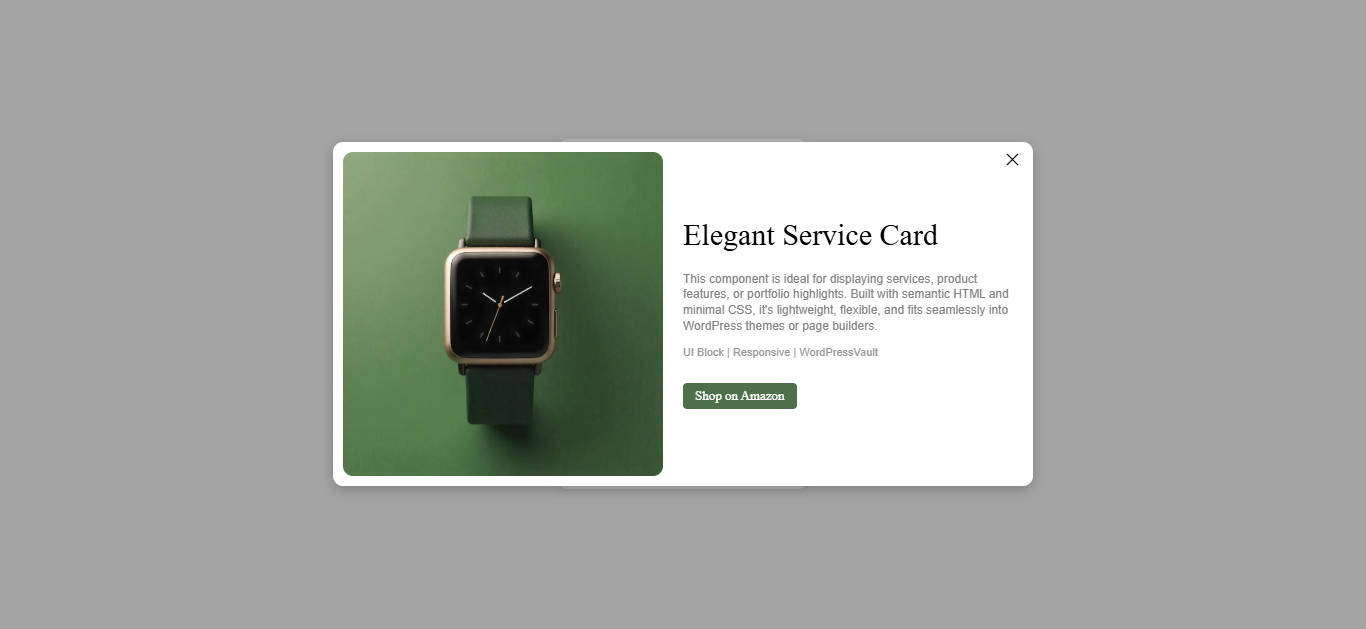 Elegant Service Card
This component is ideal for displaying services, product
features, or portfolio highlights. Built with semantic HTML and
minimal CSS, it's lightweight, flexible, and fits seamlessly into
WordPress themes or page builders.
UI Block | Responsive | WordPressVault
Shop on Amazon